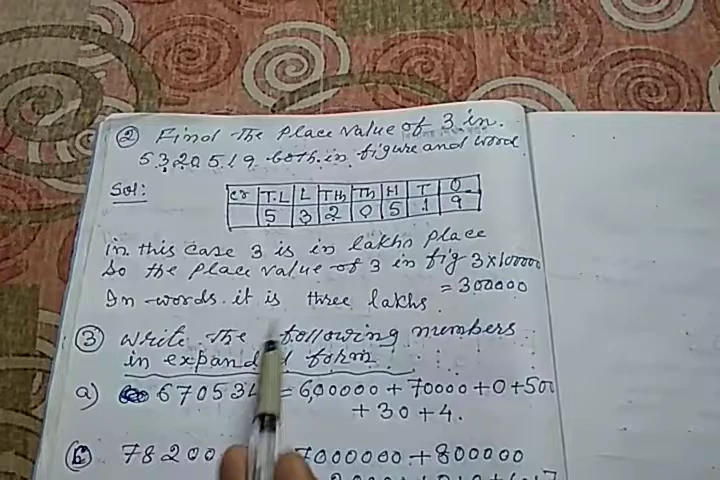 ② Find the place value of 3 in.
5320519 both in figure and word
Sol:
Cr T.L L T.Th Th H T O
5 3 2 0 5 1 9
in this case 3 is in lakhs place
So the place value of 3 in fig 3×100000
= 300000
In words it is three lakhs.
③ Write the following numbers
in expanded form
a) 670534 = 6,00000 + 70000 + 0 + 500
+ 30 + 4.
78200 7000000 + 800000